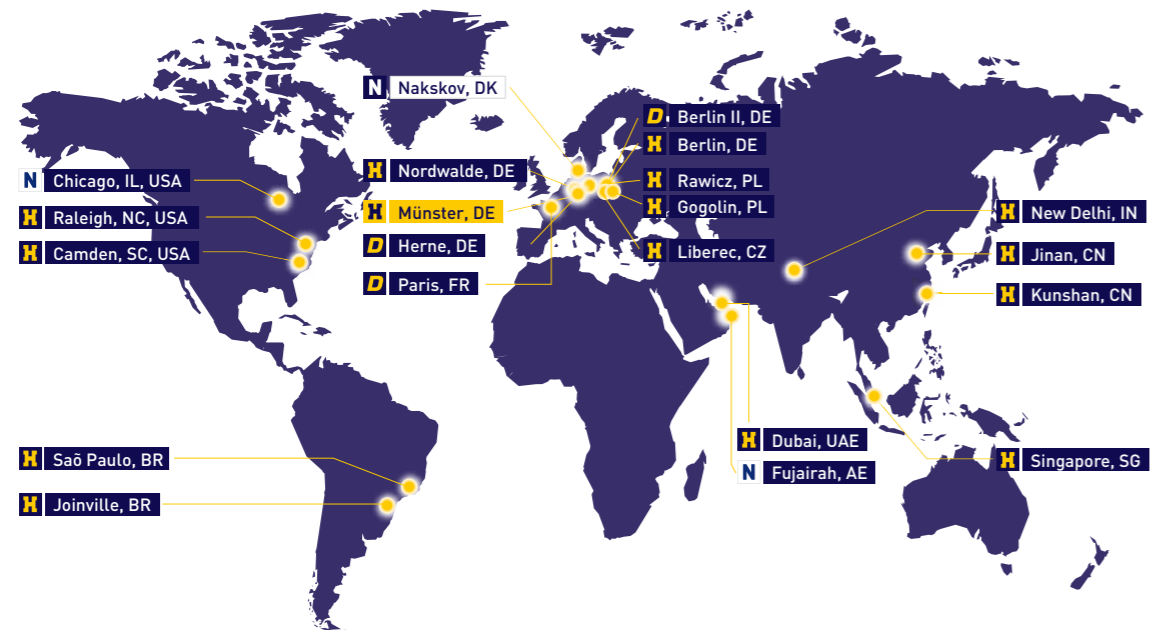 N Nakskov, DK
D Berlin II, DE
H Berlin, DE
H Nordwalde, DE
N Chicago, IL, USA
H Rawicz, PL
H Gogolin, PL
H Münster, DE
H Raleigh, NC, USA
H New Delhi, IN
D Herne, DE
H Camden, SC, USA
H Liberec, CZ
H Jinan, CN
D Paris, FR
H Kunshan, CN
H Dubai, UAE
H Saõ Paulo, BR
H Singapore, SG
N Fujairah, AE
H Joinville, BR